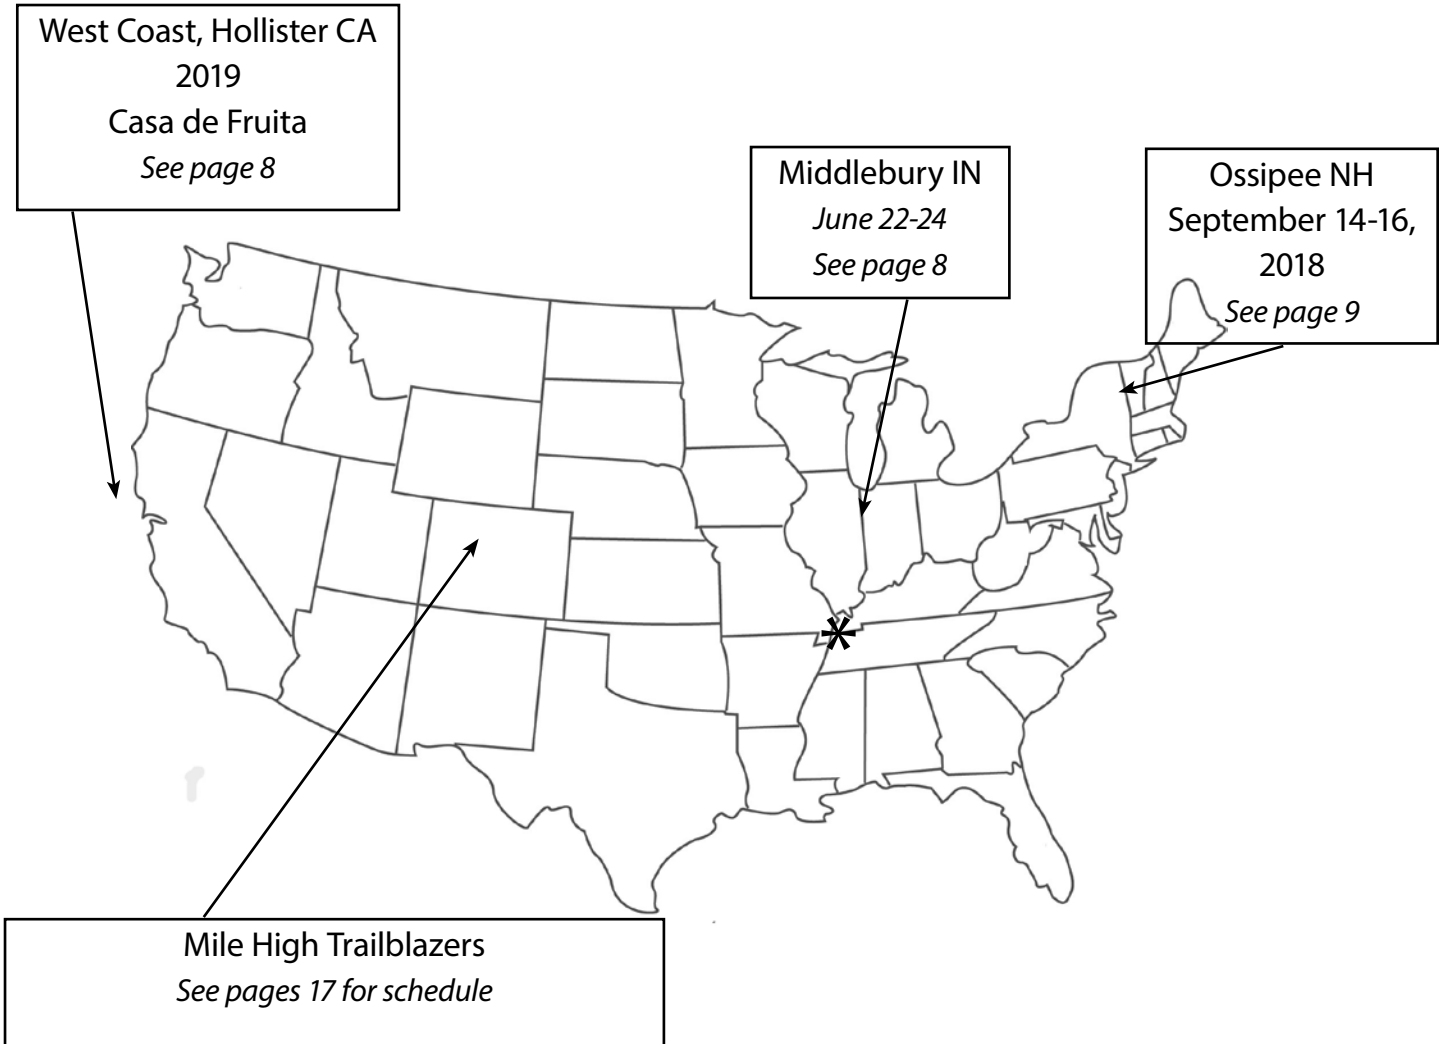 West Coast, Hollister CA
2019
Casa de Fruita
See page 8
Middlebury IN
June 22-24
See page 8
Ossipee NH
September 14-16,
2018
See page 9
*
Mile High Trailblazers
See pages 17 for schedule